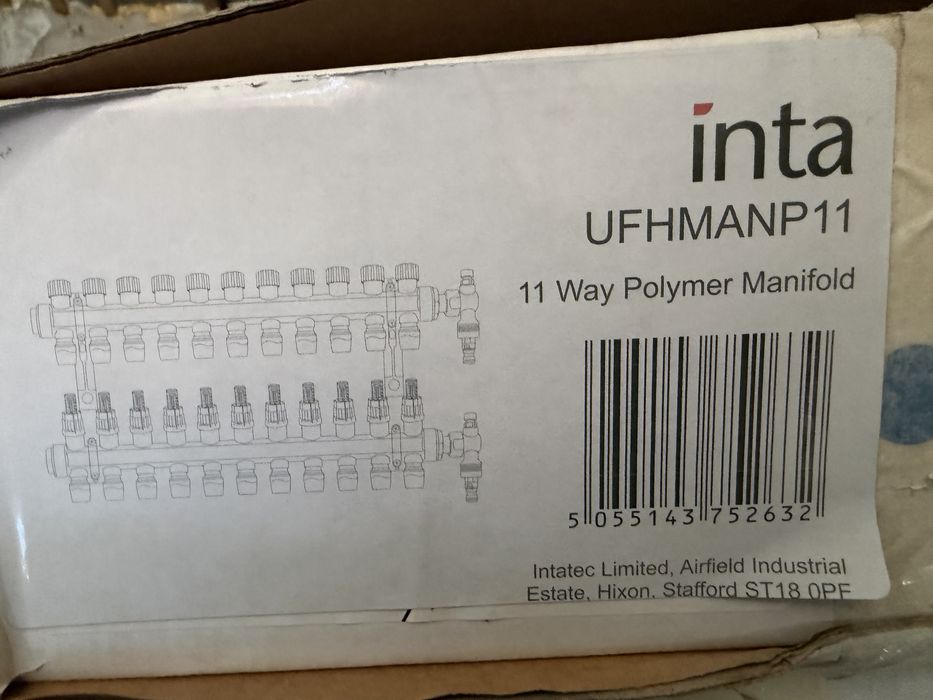 inta
UFHMANP11
11 Way Polymer Manifold
5 055143 752632
Intatec Limited, Airfield Industrial
Estate, Hixon. Stafford ST18 0PF